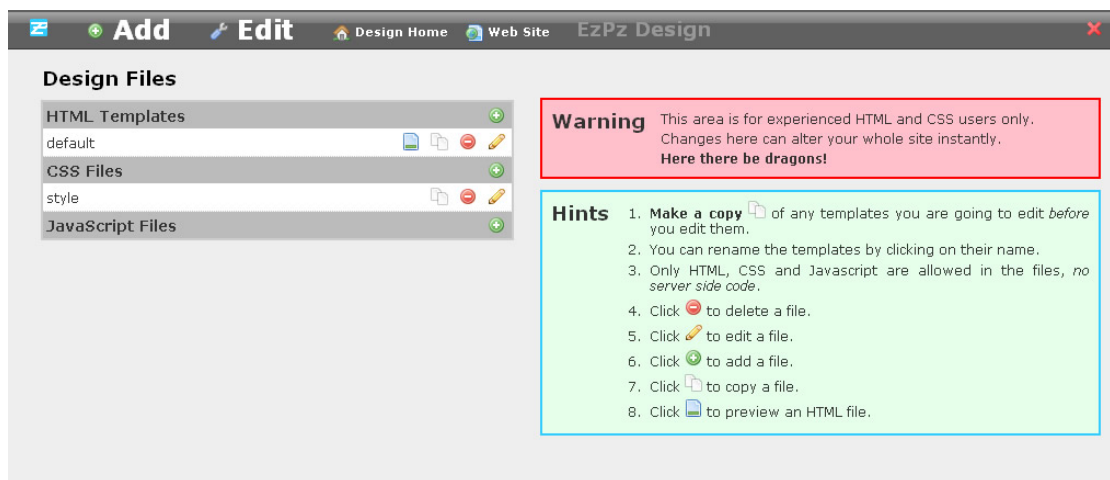 Add Edit Design Home Web Site EzPz Design
Design Files
HTML Templates
default
CSS Files
style
JavaScript Files
Warning This area is for experienced HTML and CSS users only.
Changes here can alter your whole site instantly.
Here there be dragons!
Hints 1. Make a copy of any templates you are going to edit before
you edit them.
2. You can rename the templates by clicking on their name.
3. Only HTML, CSS and Javascript are allowed in the files, no
server side code.
4. Click to delete a file.
5. Click to edit a file.
6. Click to add a file.
7. Click to copy a file.
8. Click to preview an HTML file.